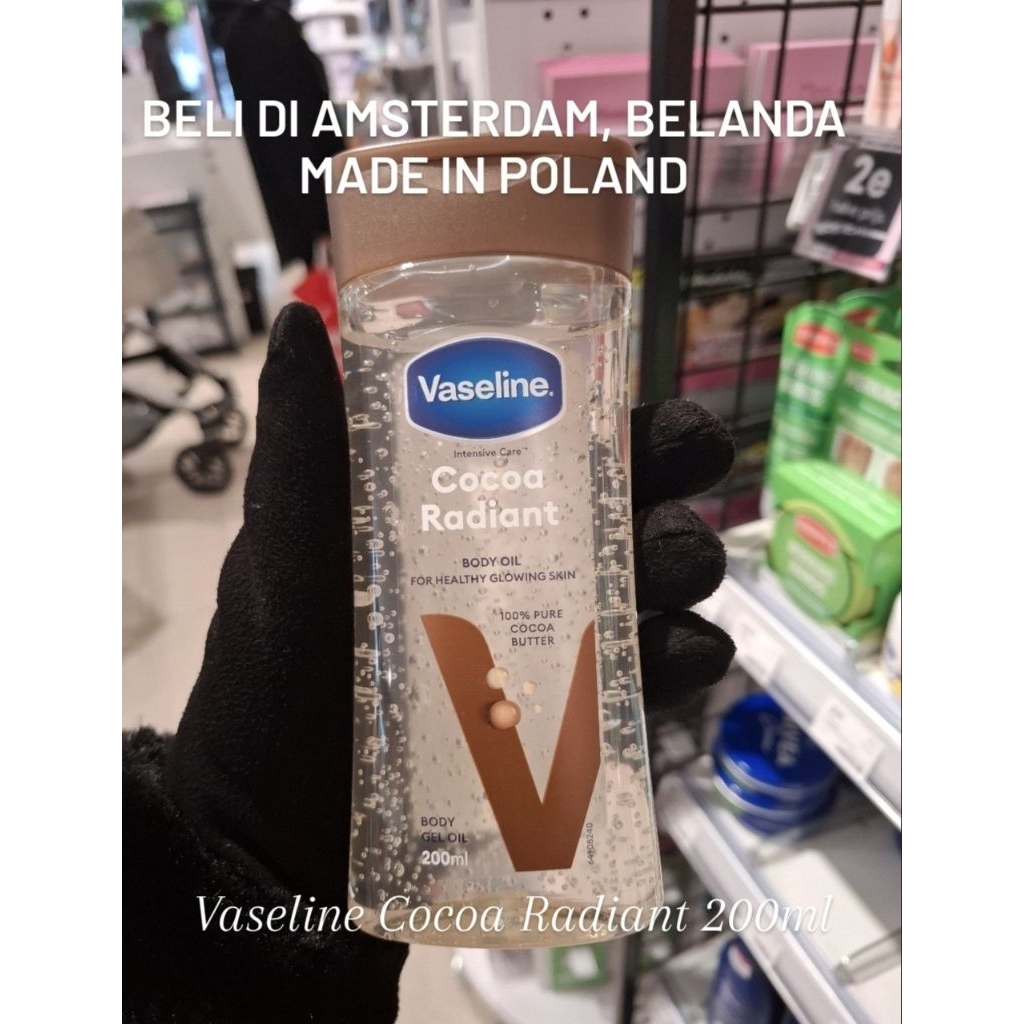 BELI DI AMSTERDAM, BELANDA
MADE IN POLAND
2e
Vaseline.
Intensive Care™
Cocoa
Radiant
BODY OIL
FOR HEALTHY GLOWING SKIN
100% PURE
COCOA
BUTTER
BODY
GEL OIL
200ml
64908240
Vaseline Cocoa Radiant 200ml